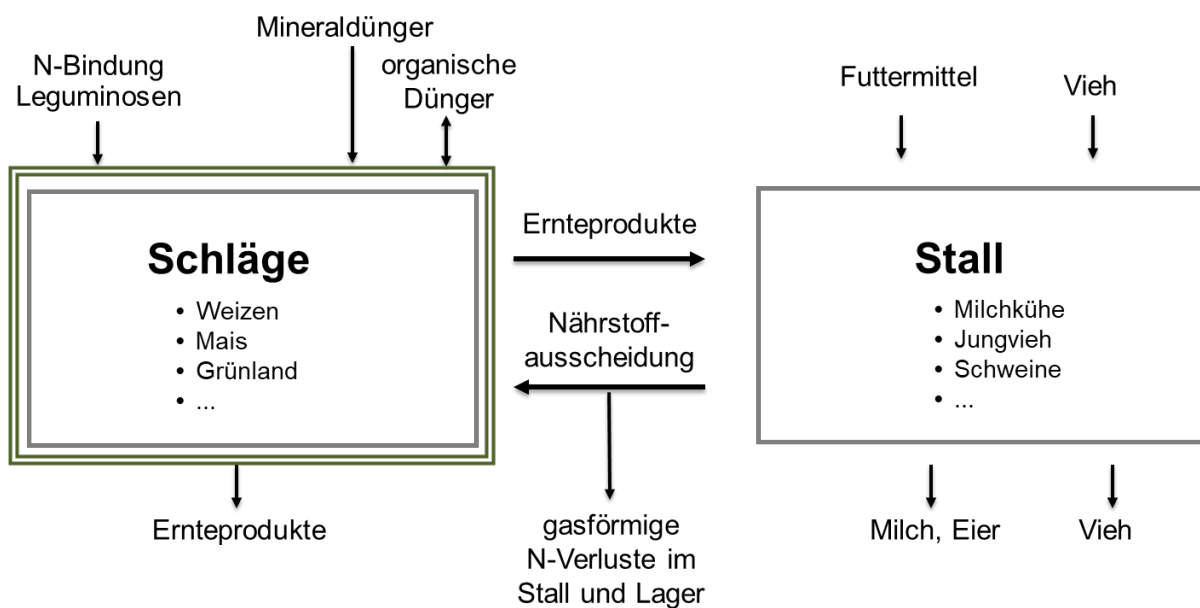 Mineraldünger
N-Bindung
Leguminosen
organische
Dünger
Futtermittel
Vieh
Schläge
• Weizen
• Mais
• Grünland
• ...
Ernteprodukte
Nährstoff-
ausscheidung
Stall
• Milchkühe
• Jungvieh
• Schweine
• ...
Ernteprodukte
gasförmige
N-Verluste im
Stall und Lager
Milch, Eier
Vieh